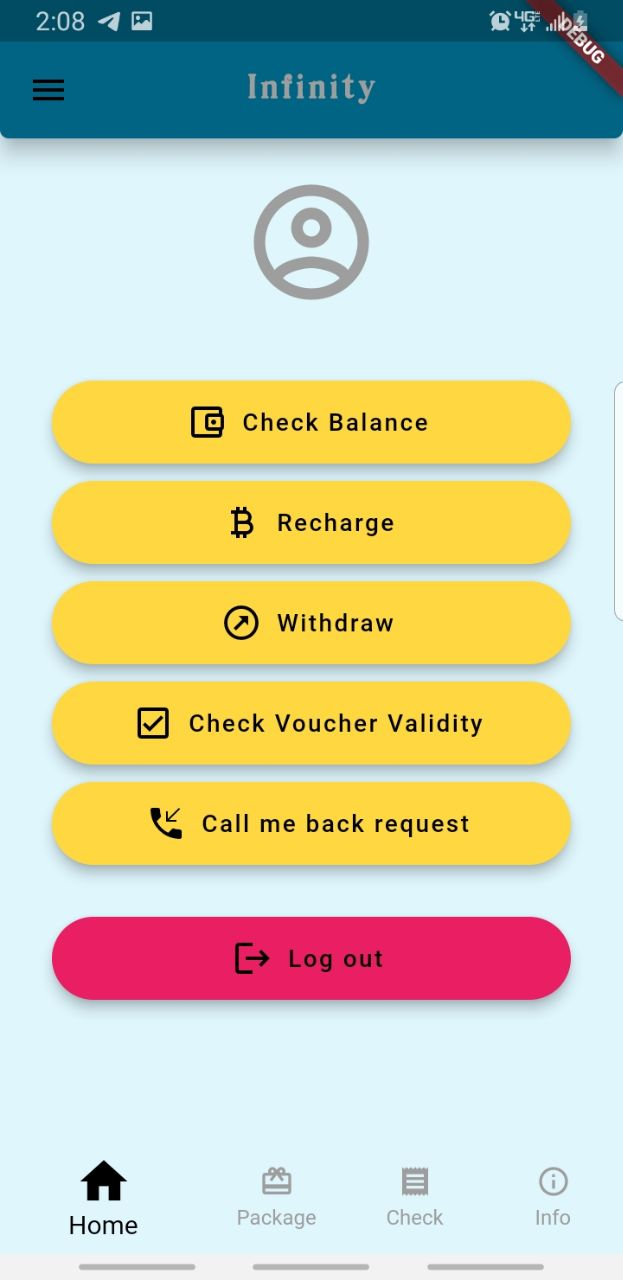 2:08
4G
DEBUG
Infinity
Check Balance
Recharge
Withdraw
Check Voucher Validity
Call me back request
Log out
Home
Package
Check
Info